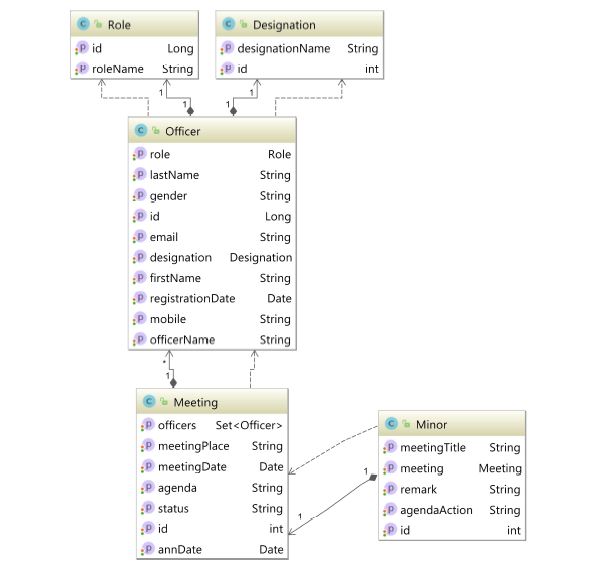 Role
id Long
roleName String
Designation
designationName String
id int
1
1
1
1
Officer
role Role
lastName String
gender String
id Long
email String
designation Designation
firstName String
registrationDate Date
mobile String
officerName String
*
1
Meeting
officers Set<Officer>
meetingPlace String
meetingDate Date
agenda String
status String
id int
annDate Date
Minor
meetingTitle String
meeting Meeting
remark String
agendaAction String
id int
1
1